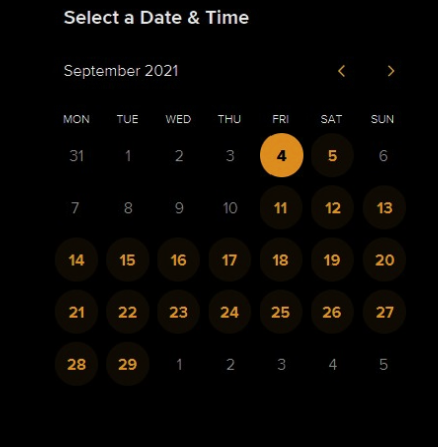 Select a Date & Time
September 2021 < >
MON TUE WED THU FRI SAT SUN
31 1 2 3 4 5 6
7 8 9 10 11 12 13
14 15 16 17 18 19 20
21 22 23 24 25 26 27
28 29 1 2 3 4 5